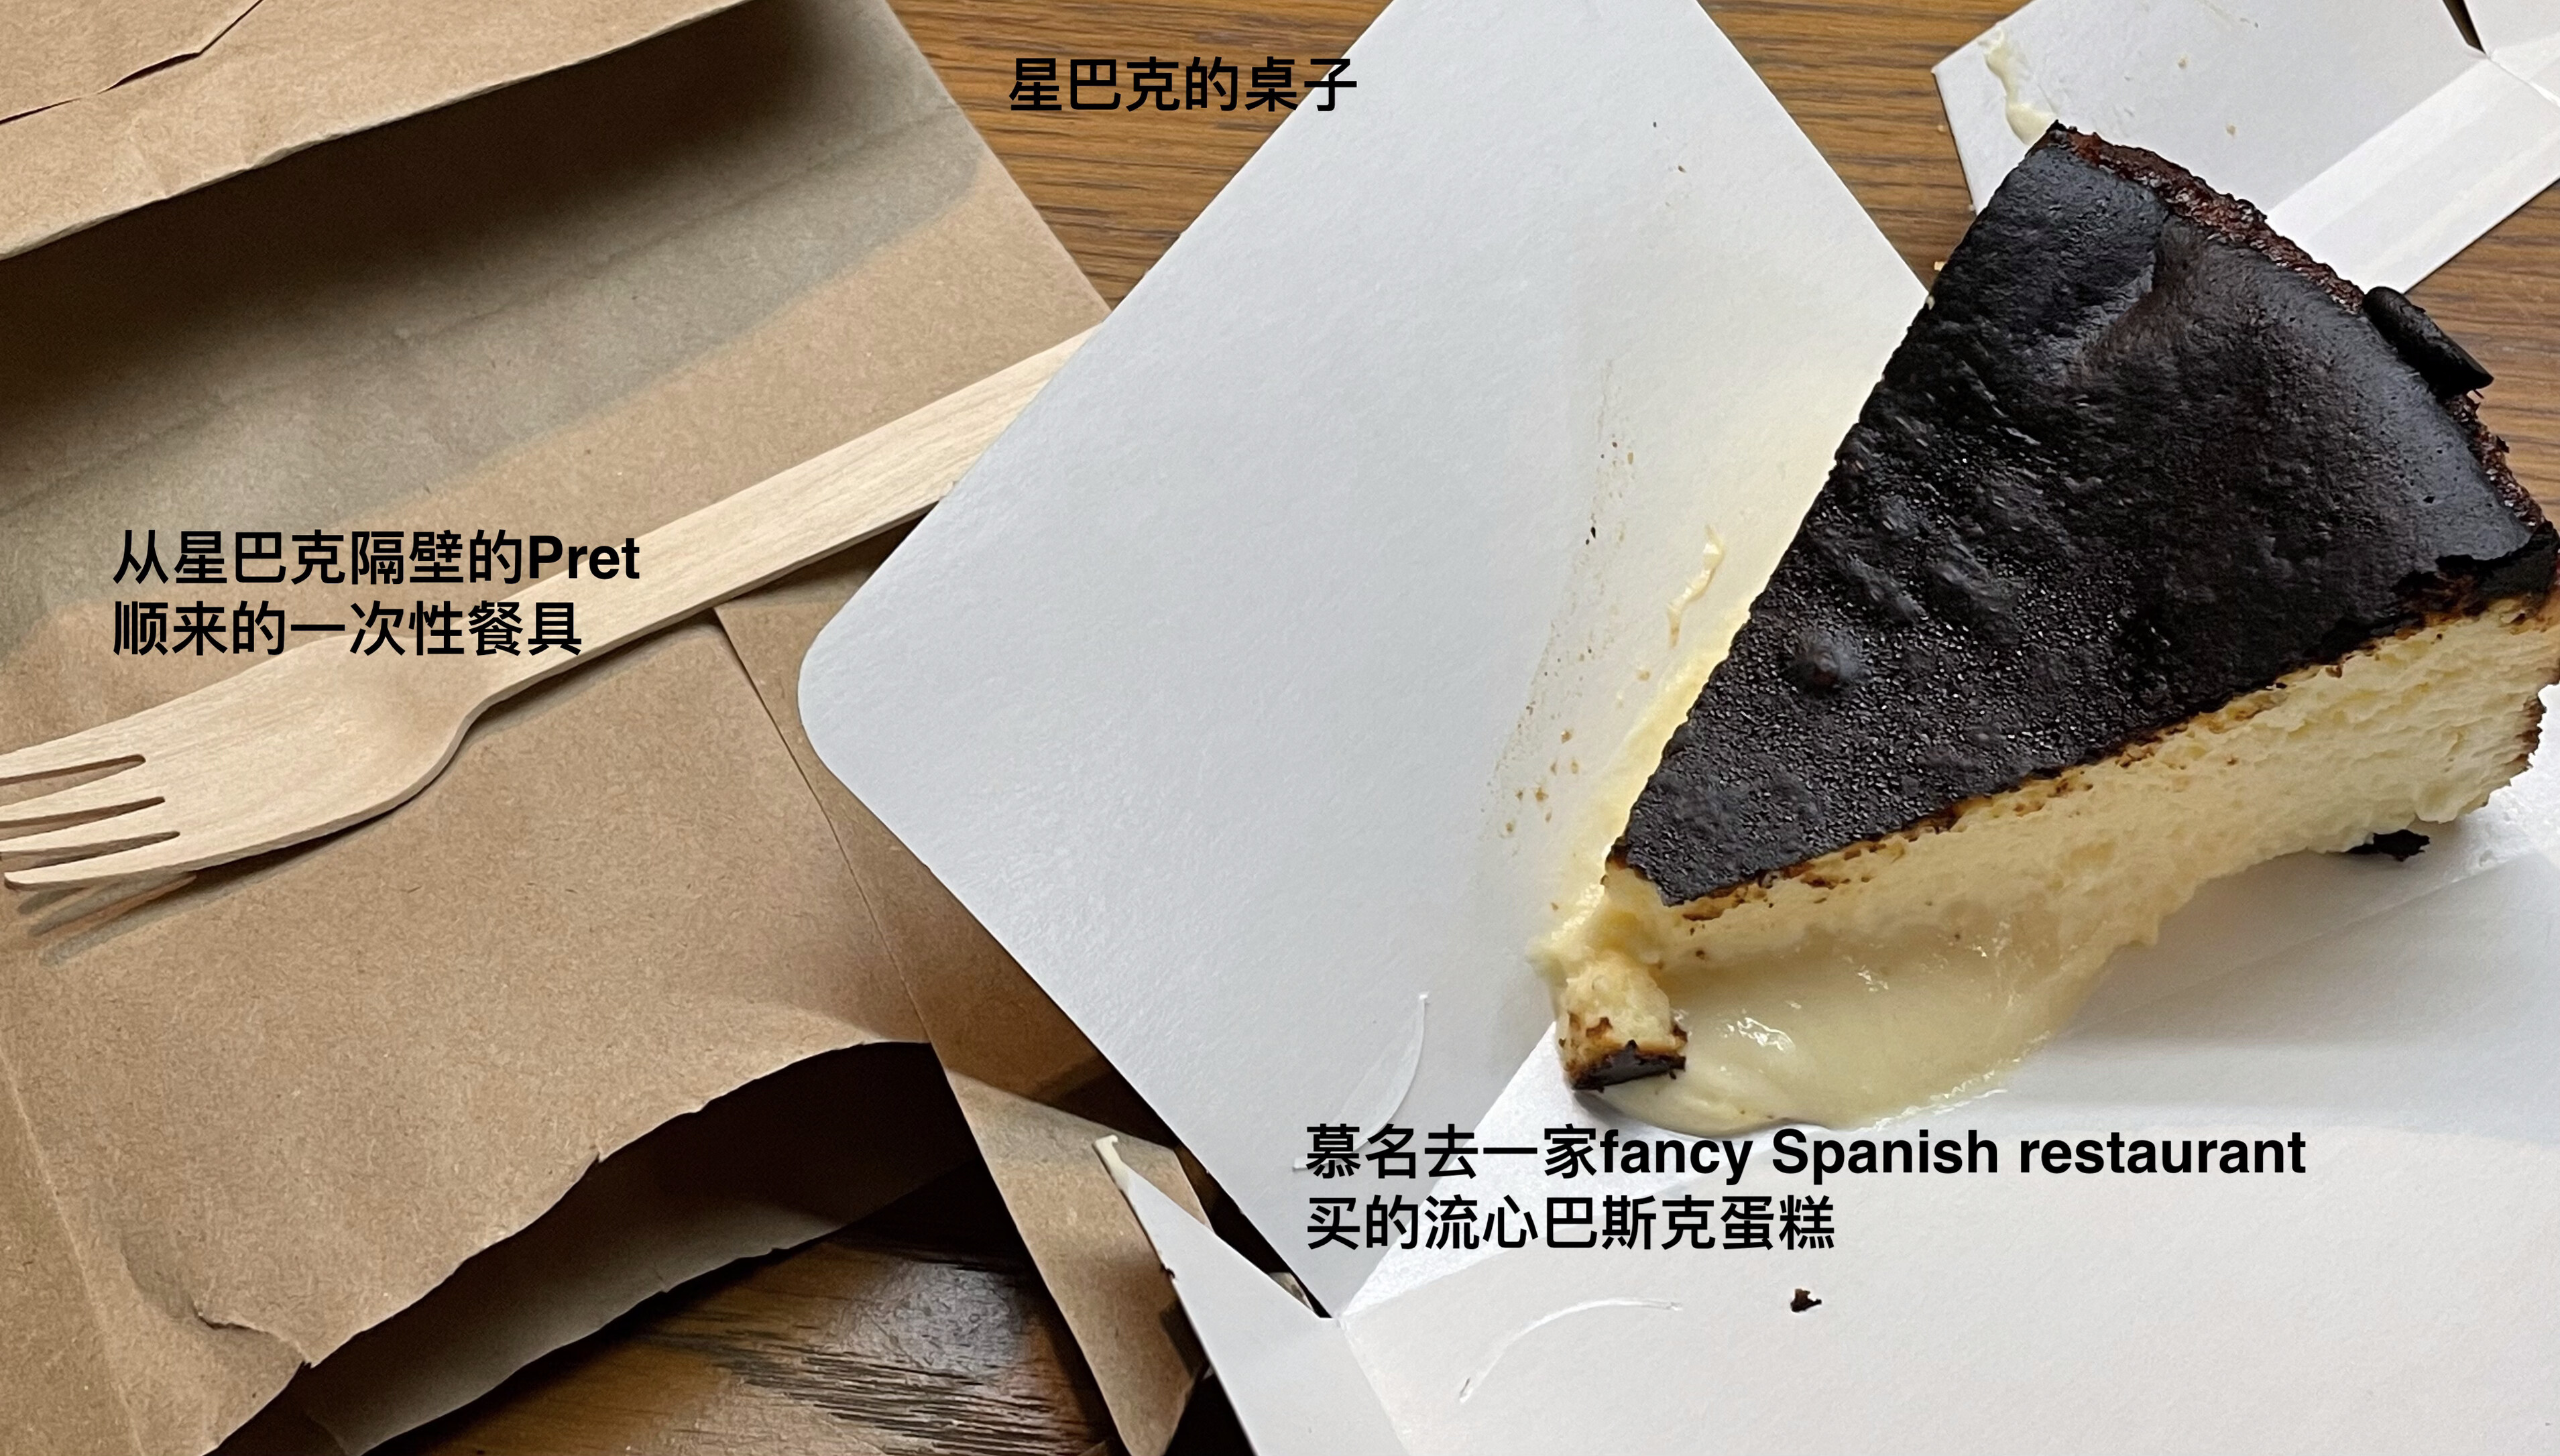 星巴克的桌子
从星巴克隔壁的Pret
顺来的一次性餐具
慕名去一家fancy Spanish restaurant
买的流心巴斯克蛋糕